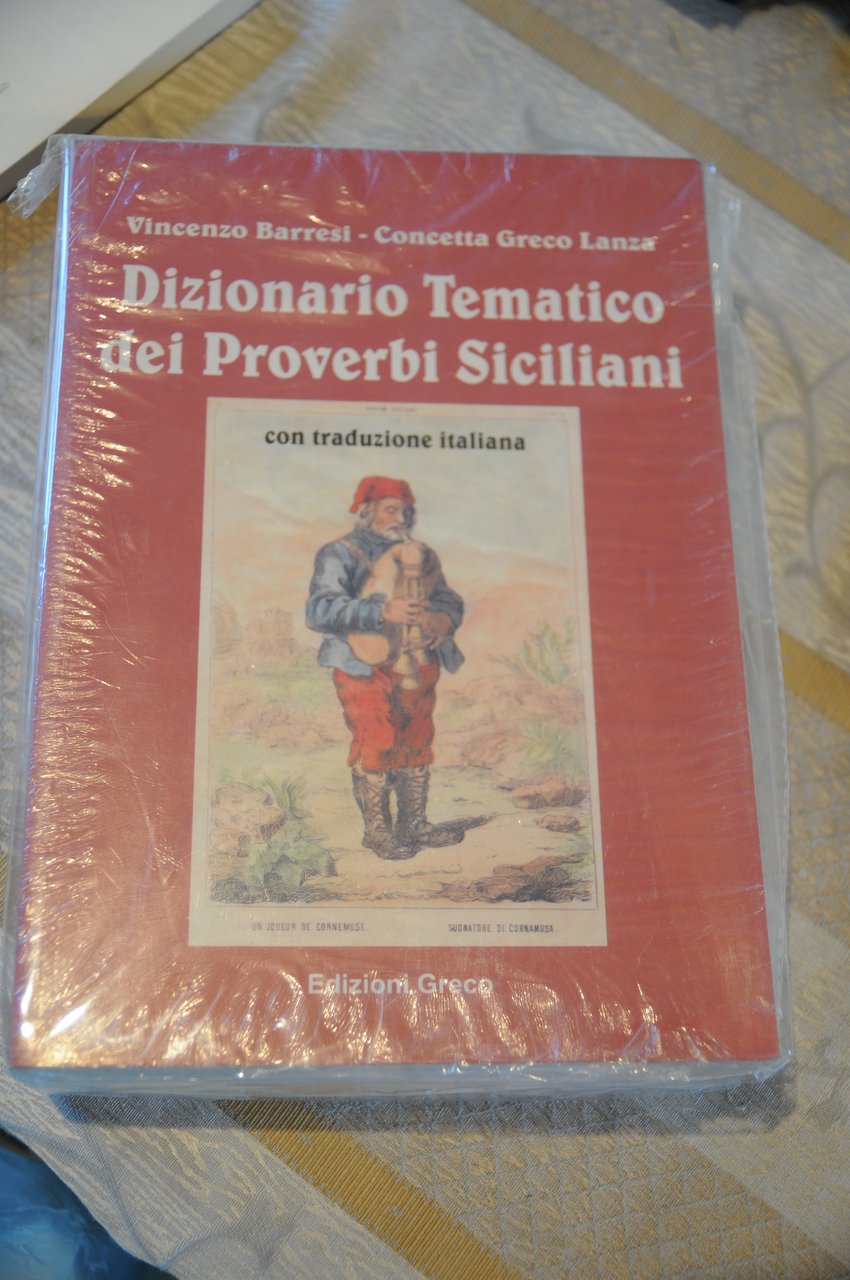 Vincenzo Barresi - Concetta Greco Lanza
Dizionario Tematico
dei Proverbi Siciliani
con traduzione italiana
UN JOUEUR DE CORNEMUSE.
SUONATORE DI CORNAMUSA.
Edizioni Greco